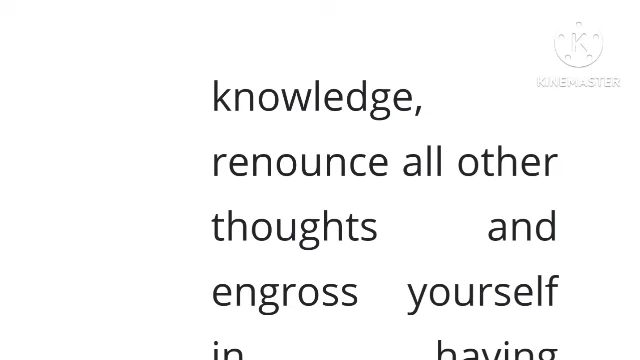 K
KINEMASTER
knowledge,
renounce all other
thoughts and
engross yourself
in having